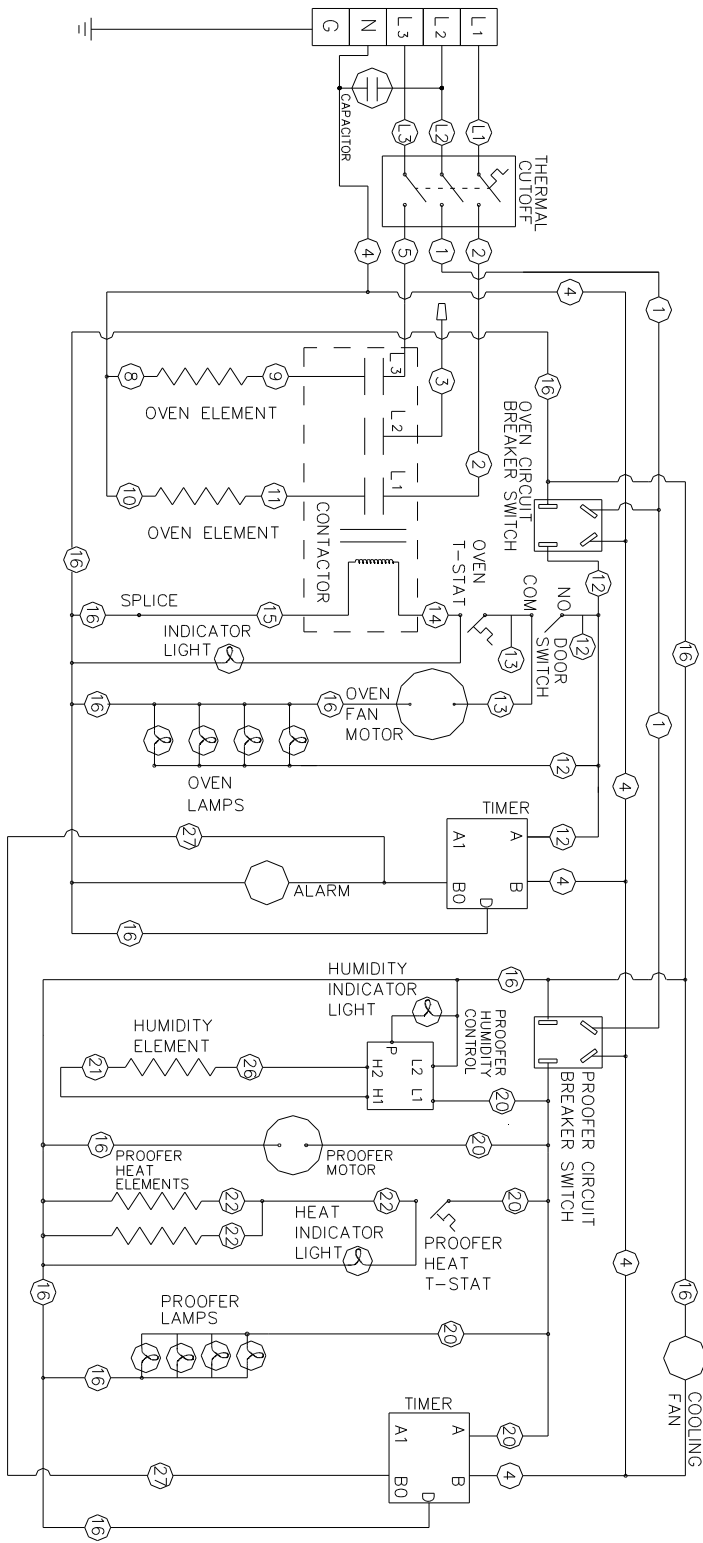 G
N
L3
L2
L1
CAPACITOR
L3
L2
L1
THERMAL
CUTOFF
4
5
1
2
4
1
3
16
L3
8
9
OVEN ELEMENT
L2
2
OVEN CIRCUIT
BREAKER SWITCH
L1
10
11
OVEN ELEMENT
CONTACTOR
16
12
16
SPLICE
15
14
OVEN
T-STAT
COM
NO
DOOR
SWITCH
13
12
INDICATOR
LIGHT
16
16
16
OVEN
FAN
MOTOR
13
1
OVEN
LAMPS
12
4
TIMER
27
A1
A
12
ALARM
B0
B
4
D
16
HUMIDITY
INDICATOR
LIGHT
16
PROOFER
HUMIDITY
CONTROL
PROOFER CIRCUIT
BREAKER SWITCH
HUMIDITY
ELEMENT
P
21
26
H2
L2
H1
L1
20
16
PROOFER
MOTOR
20
PROOFER
HEAT
ELEMENTS
22
22
20
22
HEAT
INDICATOR
LIGHT
PROOFER
HEAT
T-STAT
4
16
16
PROOFER
LAMPS
20
16
COOLING
FAN
TIMER
A1
A
20
27
B0
B
4
D
16